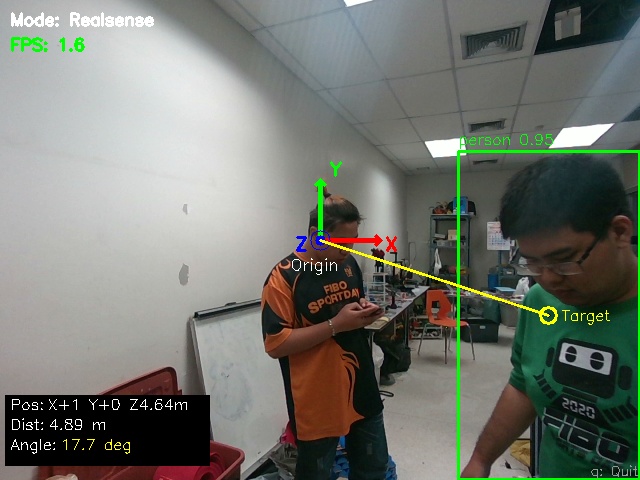 Mode: Realsense
FPS: 1.6
person 0.95
Y
Z
X
Origin
FIBO
SPORTDAY
Target
2020
FIBO
Pos: X+1 Y+0 Z4.64m
Dist: 4.89 m
Angle: 17.7 deg
q: Quit